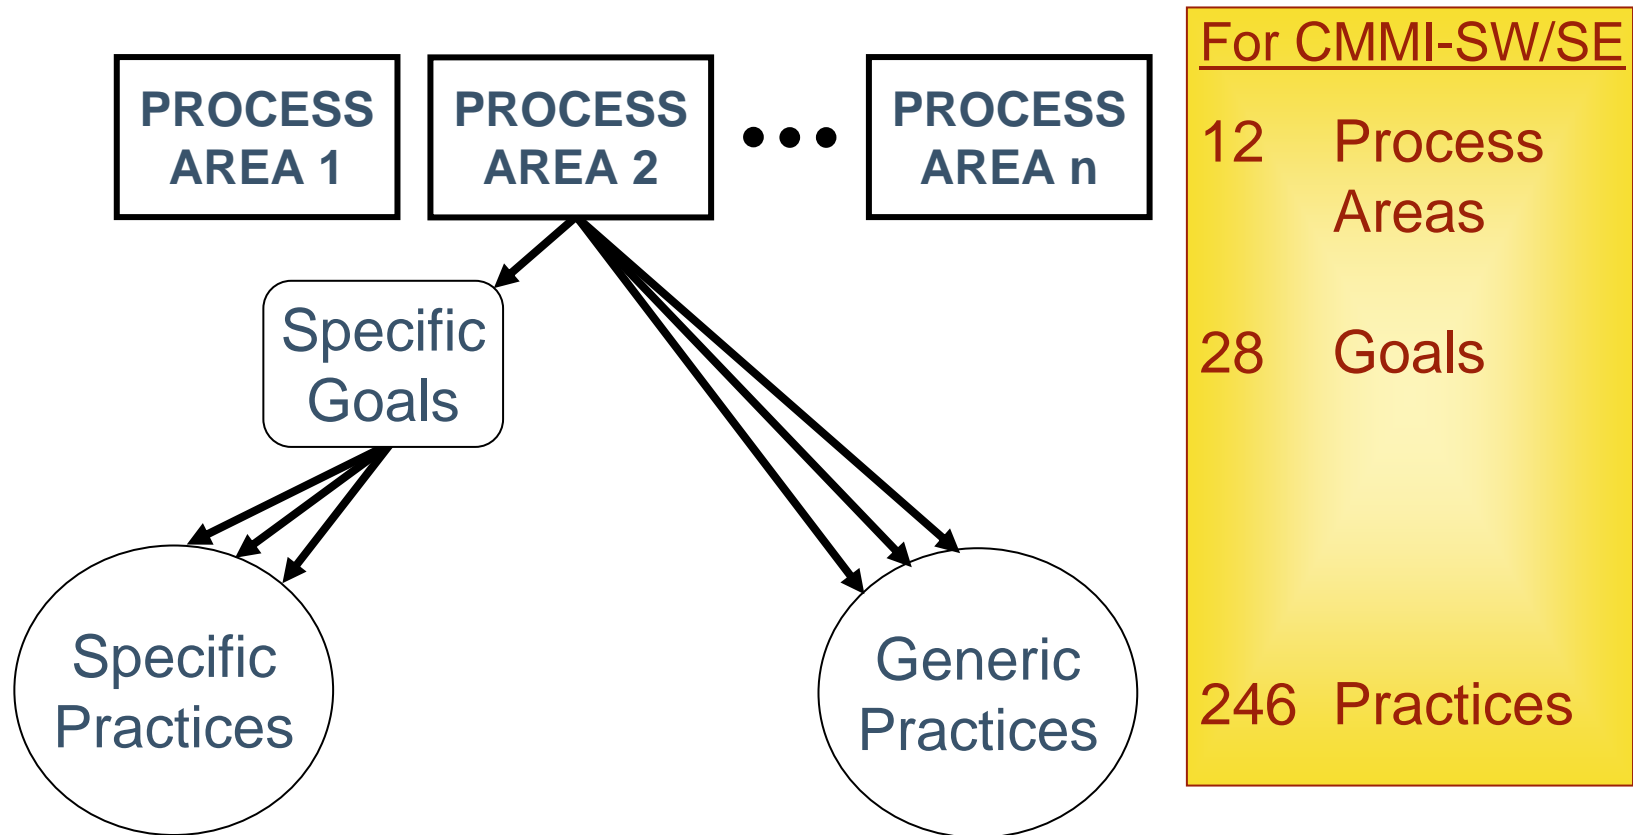 PROCESS
AREA 1
PROCESS
AREA 2
•••
PROCESS
AREA n
Specific
Goals
Specific
Practices
Generic
Practices
For CMMI-SW/SE
12 Process
Areas
28 Goals
246 Practices